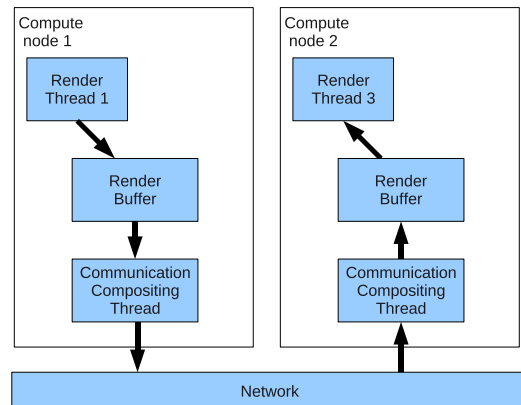 Compute
node 1
Render
Thread 1
Render
Buffer
Communication
Compositing
Thread
Compute
node 2
Render
Thread 3
Render
Buffer
Communication
Compositing
Thread
Network